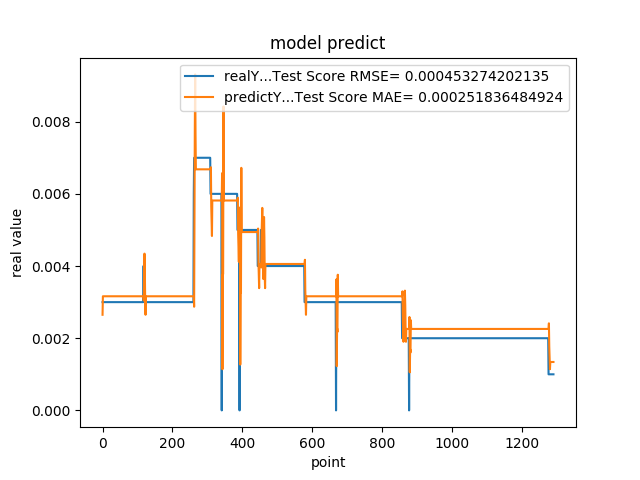 model predict
realY...Test Score RMSE= 0.000453274202135
predictY...Test Score MAE= 0.000251836484924
0.008
0.006
0.004
0.002
0.000
real value
0 200 400 600 800 1000 1200
point